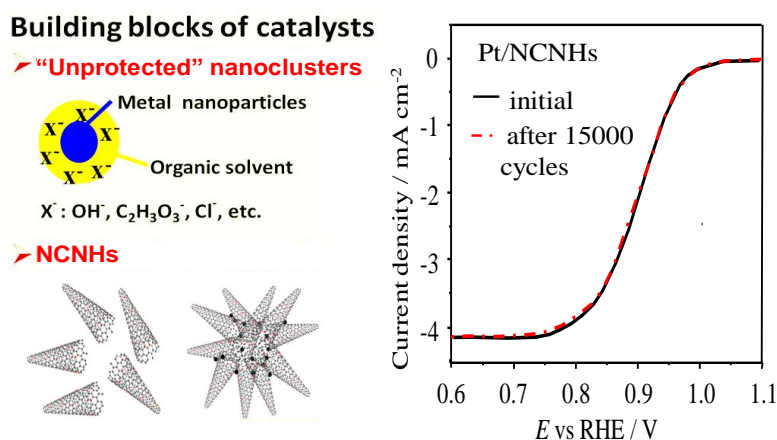 Building blocks of catalysts
“Unprotected” nanoclusters
Metal nanoparticles
X⁻ X⁻ X⁻ X⁻ X⁻ X⁻
Organic solvent
X⁻: OH⁻, C₂H₃O₃⁻, Cl⁻, etc.
NCNHs
Current density / mA cm⁻²
0
-1
-2
-3
-4
Pt/NCNHs
initial
after 15000
cycles
0.6 0.7 0.8 0.9 1.0 1.1
E vs RHE / V